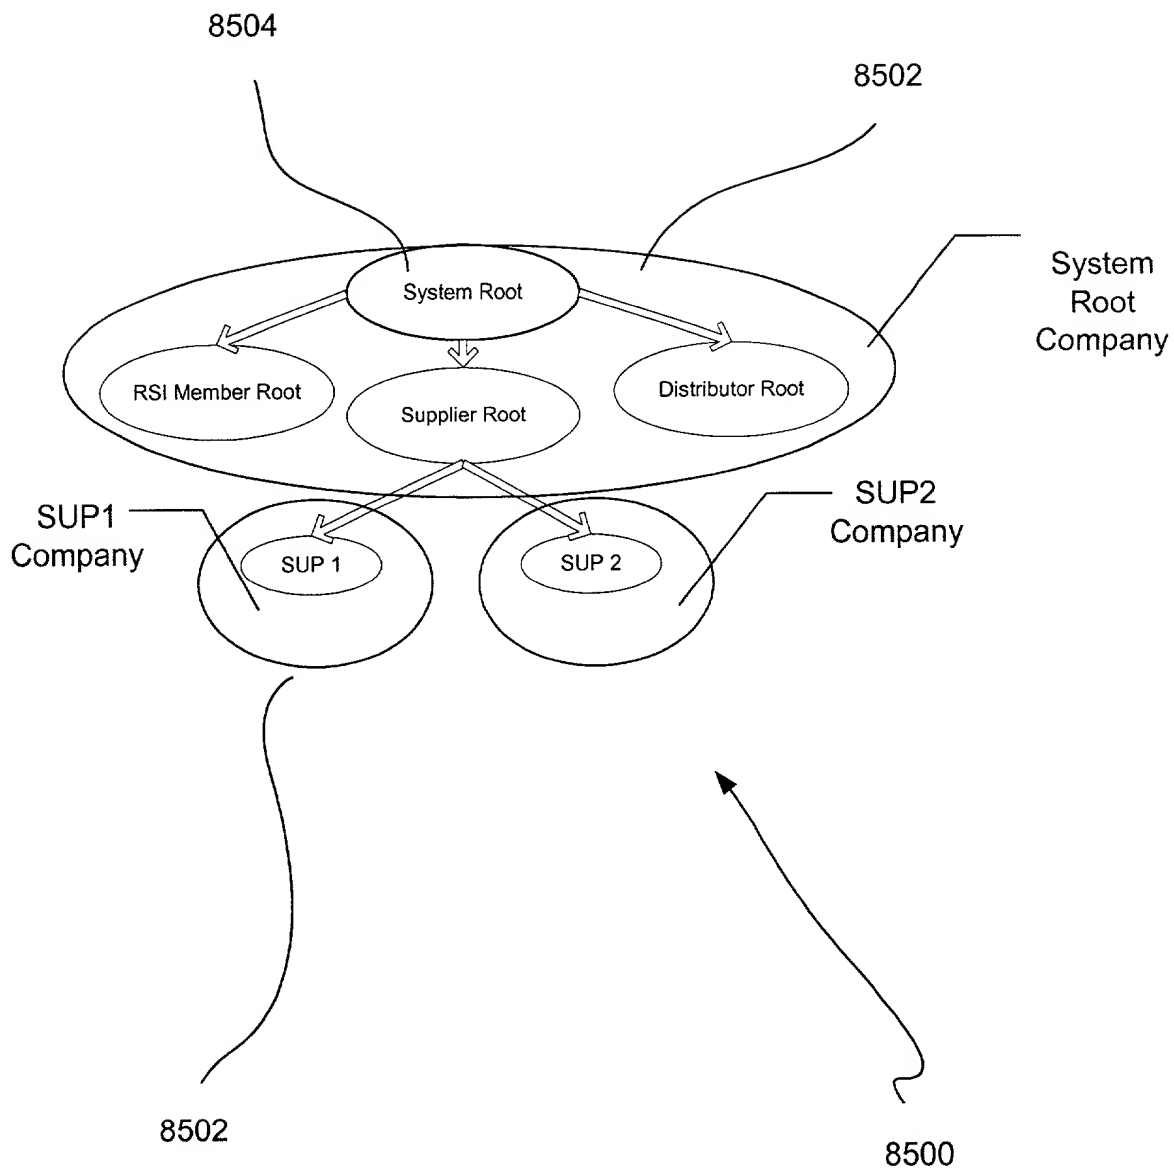 8504
8502
System
Root
Company
System Root
RSI Member Root
Supplier Root
Distributor Root
SUP1
Company
SUP2
Company
SUP 1
SUP 2
8502
8500